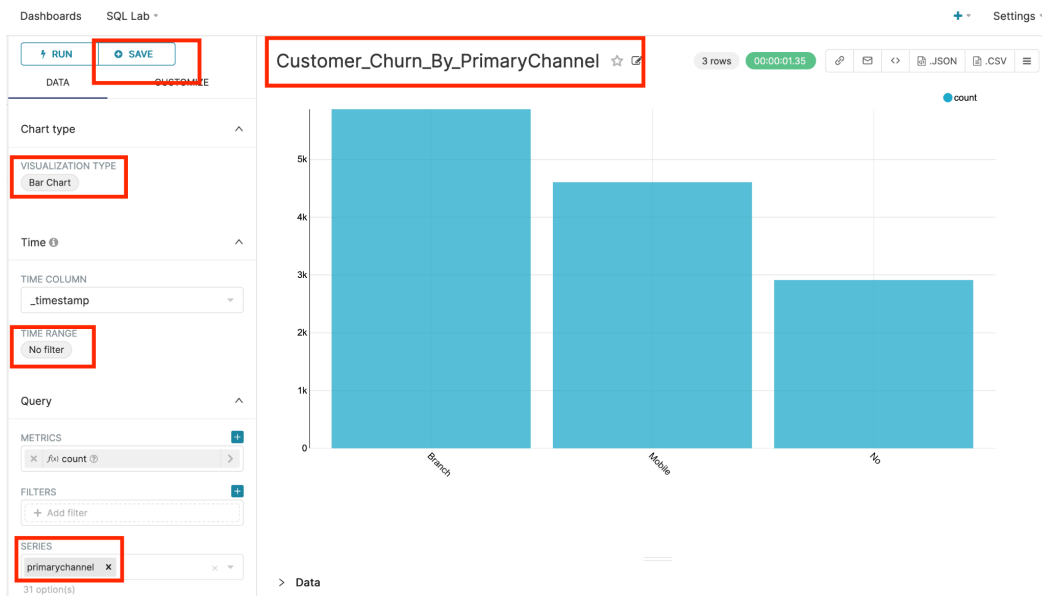 Dashboards SQL Lab Settings
RUN SAVE
DATA CUSTOMIZE
Customer_Churn_By_PrimaryChannel
3 rows 00:00:01.35 .JSON .CSV
Chart type
VISUALIZATION TYPE
Bar Chart
Time
TIME COLUMN
_timestamp
TIME RANGE
No filter
Query
METRICS
f(x) count
FILTERS
+ Add filter
SERIES
primarychannel
31 option(s)
count
5k
4k
3k
2k
1k
0
Branch Mobile No
Data